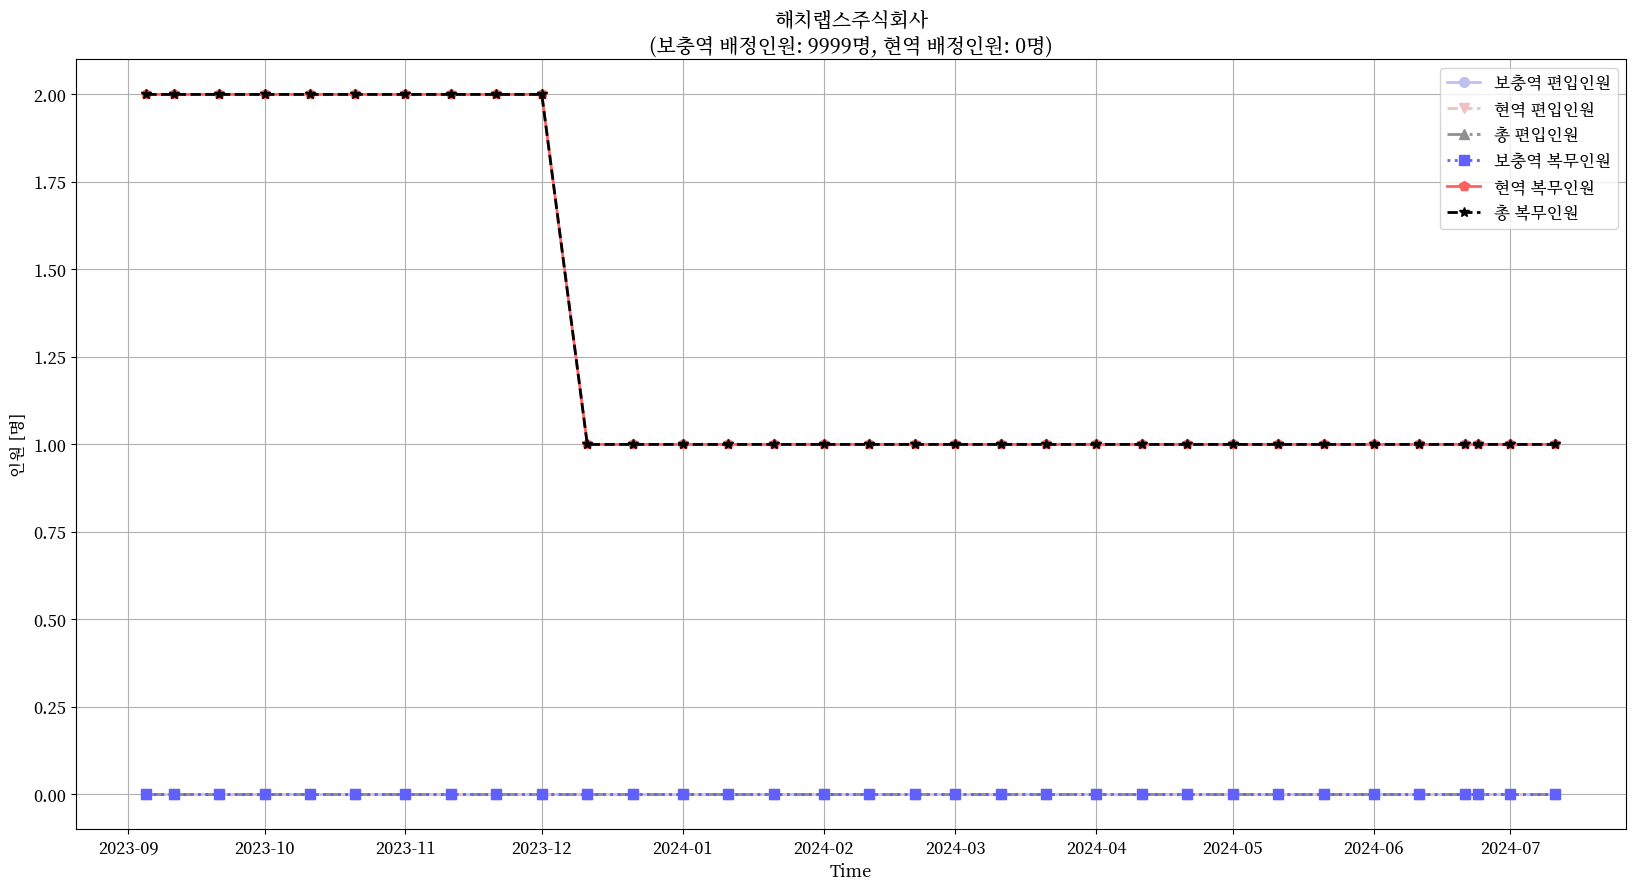 해치랩스주식회사
(보충역 배정인원: 9999명, 현역 배정인원: 0명)
보충역 편입인원
현역 편입인원
총 편입인원
보충역 복무인원
현역 복무인원
총 복무인원
인원 [명]
2.00
1.75
1.50
1.25
1.00
0.75
0.50
0.25
0.00
2023-09 2023-10 2023-11 2023-12 2024-01 2024-02 2024-03 2024-04 2024-05 2024-06 2024-07
Time